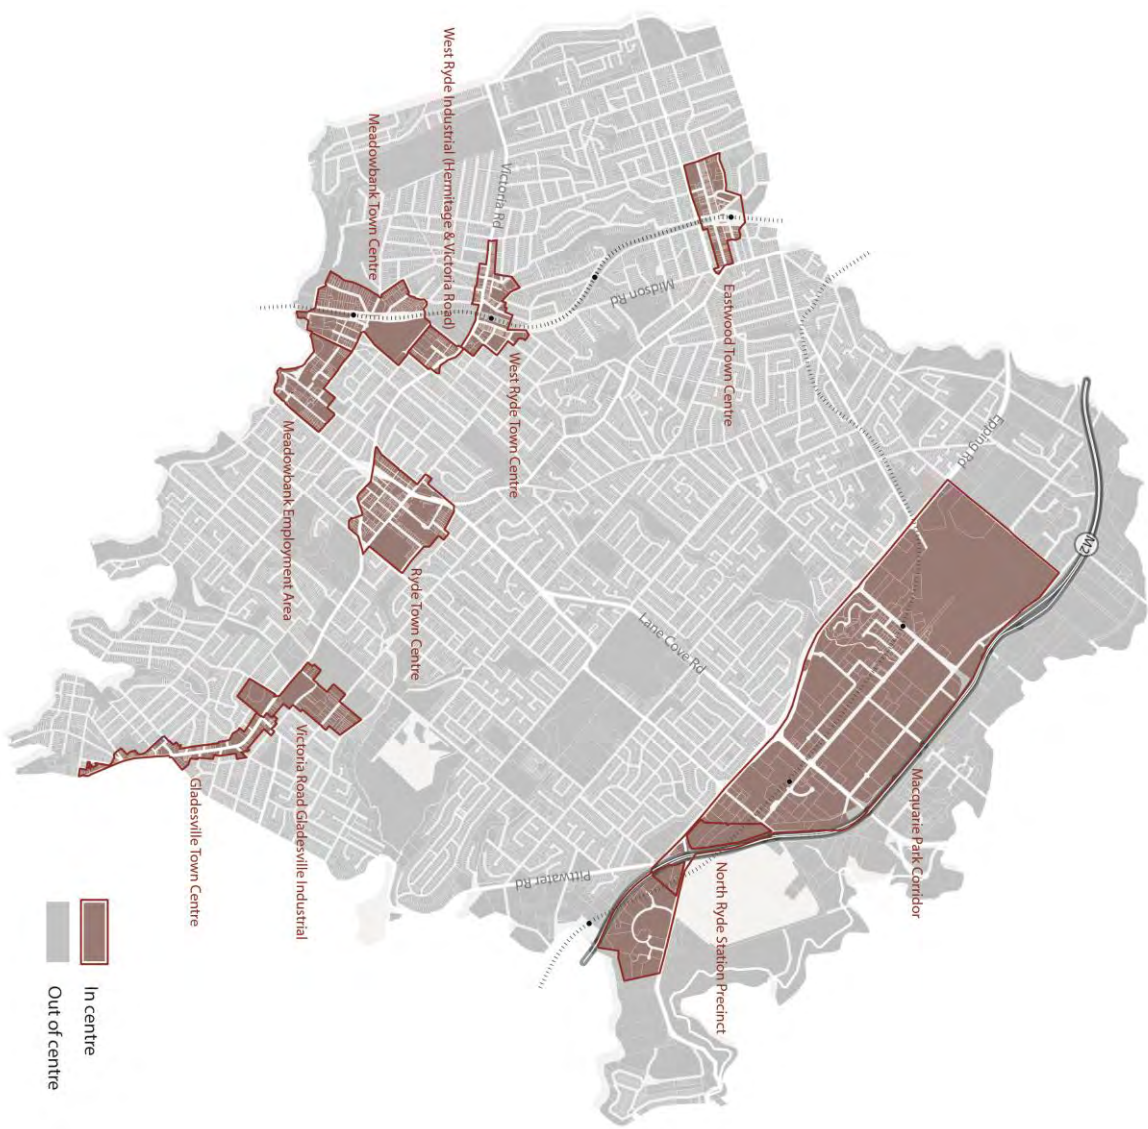 Macquarie Park Corridor
M2
Epping Rd
North Ryde Station Precinct
Eastwood Town Centre
Midson Rd
Lane Cove Rd
Pittwater Rd
West Ryde Town Centre
Victoria Rd
West Ryde Industrial (Hermitage & Victoria Road)
Ryde Town Centre
Meadowbank Town Centre
Meadowbank Employment Area
Victoria Road Gladesville Industrial
Gladesville Town Centre
In centre
Out of centre